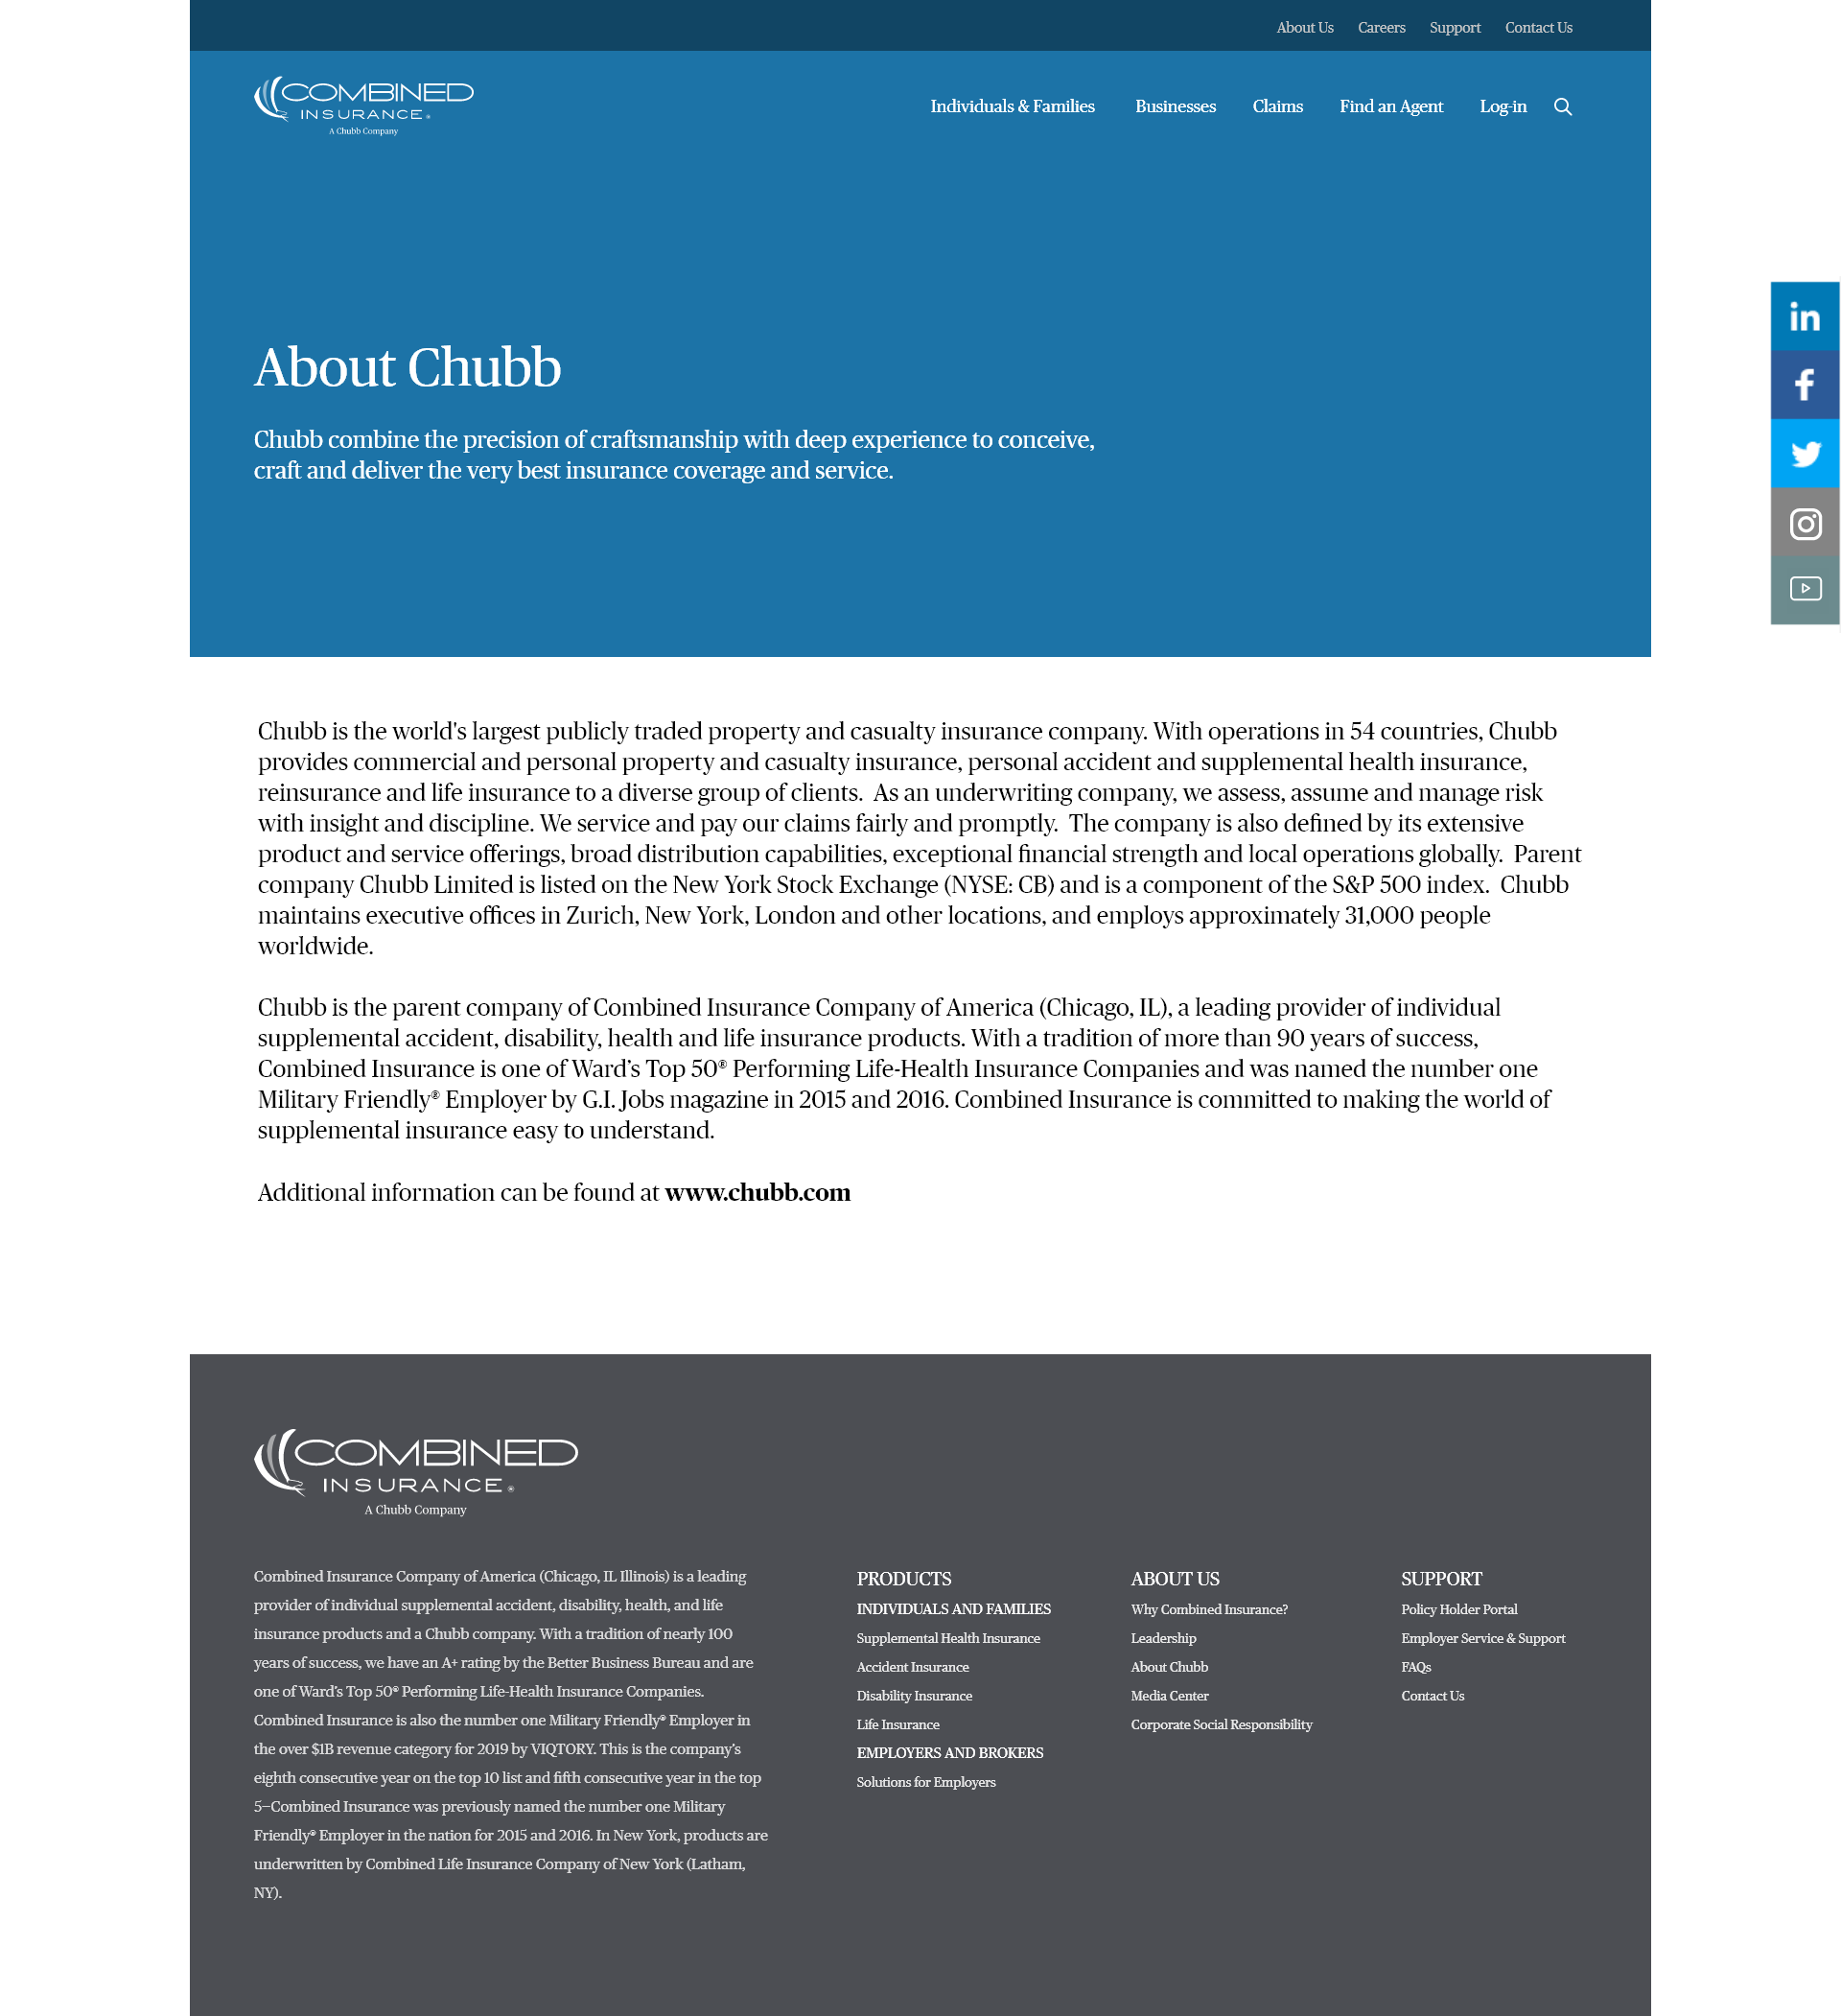 About Us Careers Support Contact Us
COMBINED
INSURANCE®
A Chubb Company
Individuals & Families Businesses Claims Find an Agent Log-in
About Chubb
Chubb combine the precision of craftsmanship with deep experience to conceive,
craft and deliver the very best insurance coverage and service.
in
f
Chubb is the world's largest publicly traded property and casualty insurance company. With operations in 54 countries, Chubb
provides commercial and personal property and casualty insurance, personal accident and supplemental health insurance,
reinsurance and life insurance to a diverse group of clients.  As an underwriting company, we assess, assume and manage risk
with insight and discipline. We service and pay our claims fairly and promptly.  The company is also defined by its extensive
product and service offerings, broad distribution capabilities, exceptional financial strength and local operations globally.  Parent
company Chubb Limited is listed on the New York Stock Exchange (NYSE: CB) and is a component of the S&P 500 index.  Chubb
maintains executive offices in Zurich, New York, London and other locations, and employs approximately 31,000 people
worldwide.
Chubb is the parent company of Combined Insurance Company of America (Chicago, IL), a leading provider of individual
supplemental accident, disability, health and life insurance products. With a tradition of more than 90 years of success,
Combined Insurance is one of Ward’s Top 50® Performing Life-Health Insurance Companies and was named the number one
Military Friendly® Employer by G.I. Jobs magazine in 2015 and 2016. Combined Insurance is committed to making the world of
supplemental insurance easy to understand.
Additional information can be found at www.chubb.com
COMBINED
INSURANCE®
A Chubb Company
Combined Insurance Company of America (Chicago, IL Illinois) is a leading
provider of individual supplemental accident, disability, health, and life
insurance products and a Chubb company. With a tradition of nearly 100
years of success, we have an A+ rating by the Better Business Bureau and are
one of Ward’s Top 50® Performing Life-Health Insurance Companies.
Combined Insurance is also the number one Military Friendly® Employer in
the over $1B revenue category for 2019 by VIQTORY. This is the company’s
eighth consecutive year on the top 10 list and fifth consecutive year in the top
5—Combined Insurance was previously named the number one Military
Friendly® Employer in the nation for 2015 and 2016. In New York, products are
underwritten by Combined Life Insurance Company of New York (Latham,
NY).
PRODUCTS
INDIVIDUALS AND FAMILIES
Supplemental Health Insurance
Accident Insurance
Disability Insurance
Life Insurance
EMPLOYERS AND BROKERS
Solutions for Employers
ABOUT US
Why Combined Insurance?
Leadership
About Chubb
Media Center
Corporate Social Responsibility
SUPPORT
Policy Holder Portal
Employer Service & Support
FAQs
Contact Us